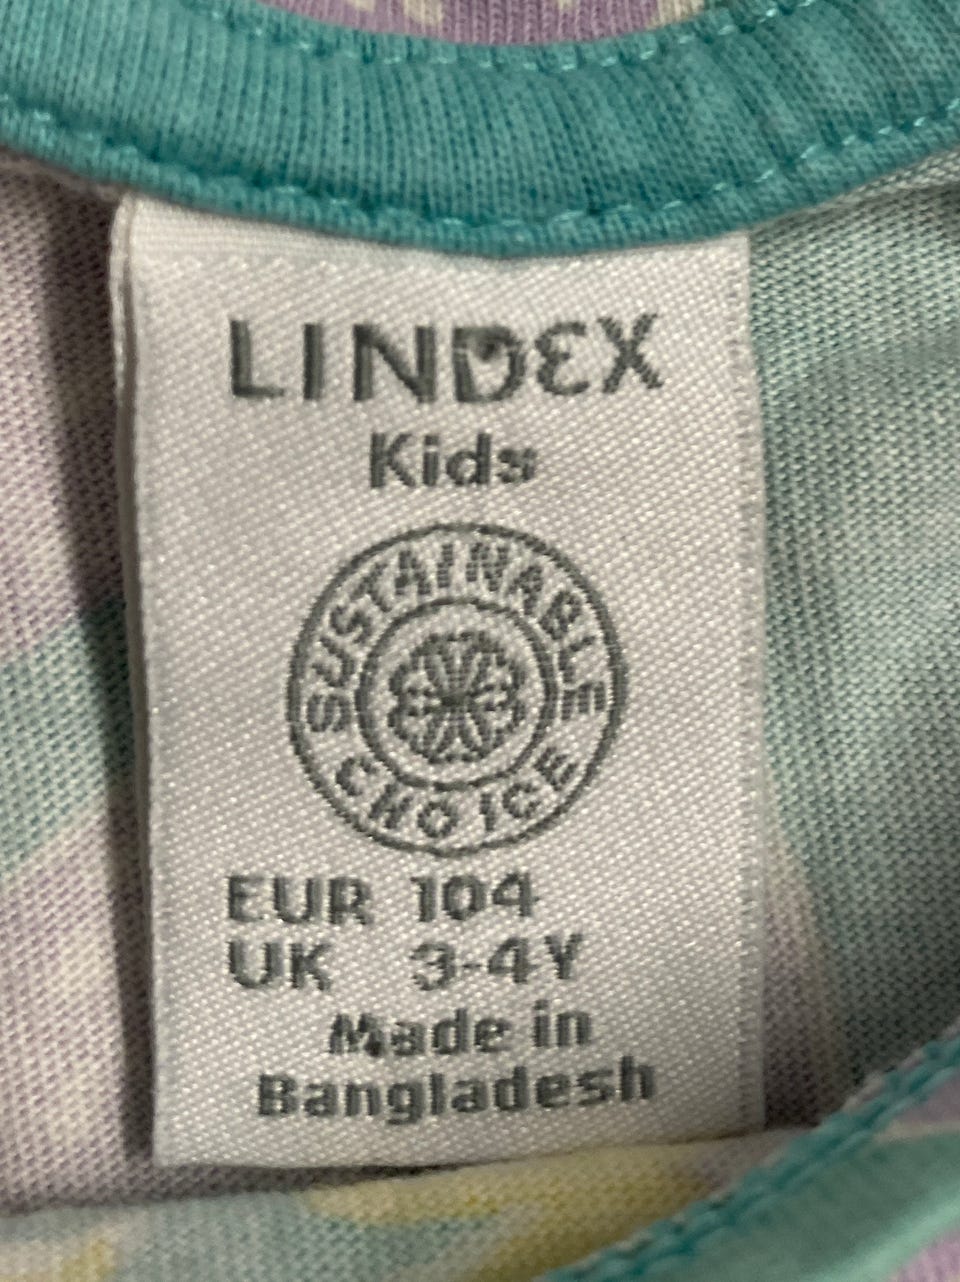 LINDEX
Kids
SUSTAINABLE
CHOICE
EUR 104
UK 3-4Y
Made in
Bangladesh